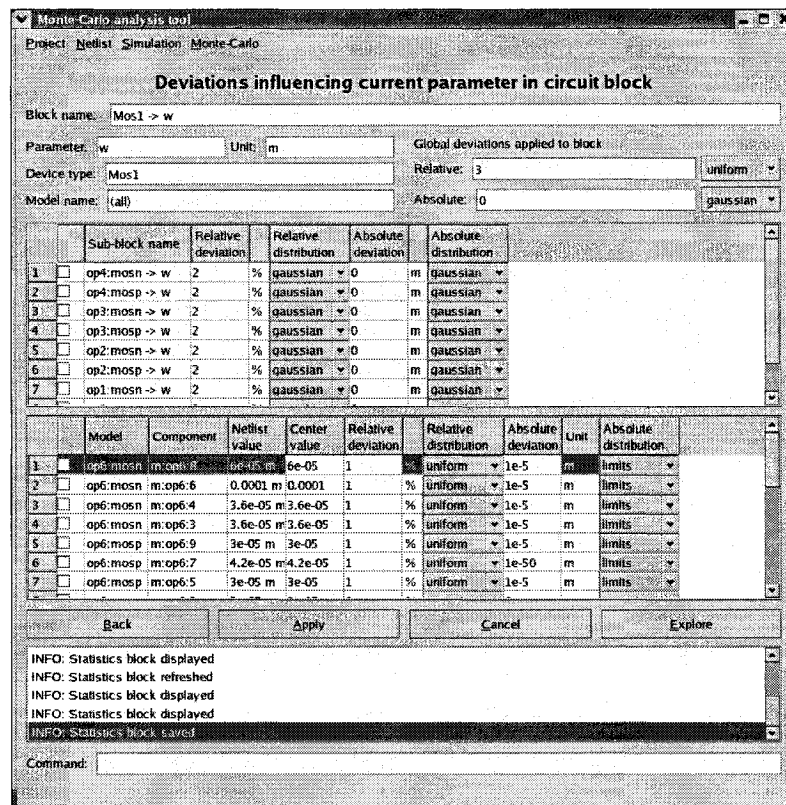 Monte-Carlo analysis tool
Project Netlist Simulation Monte-Carlo
Deviations influencing current parameter in circuit block
Block name: Mos1 -> w
Parameter: w Unit: m Global deviations applied to block
Device type: Mos1 Relative: 3 uniform
Model name: (all) Absolute: 0 gaussian
Sub-block name Relative deviation Relative distribution Absolute deviation Absolute distribution
1 op4:mosn -> w 2 % gaussian 0 m gaussian
2 op4:mosp -> w 2 % gaussian 0 m gaussian
3 op3:mosn -> w 2 % gaussian 0 m gaussian
4 op3:mosp -> w 2 % gaussian 0 m gaussian
5 op2:mosn -> w 2 % gaussian 0 m gaussian
6 op2:mosp -> w 2 % gaussian 0 m gaussian
7 op1:mosn -> w 2 % gaussian 0 m gaussian
Model Component Netlist value Center value Relative deviation Relative distribution Absolute deviation Unit Absolute distribution
1 op6:mosn m:op6:8 6e-05 m 6e-05 1 % uniform 1e-5 m limits
2 op6:mosn m:op6:6 0.0001 m 0.0001 1 % uniform 1e-5 m limits
3 op6:mosn m:op6:4 3.6e-05 m 3.6e-05 1 % uniform 1e-5 m limits
4 op6:mosn m:op6:3 3.6e-05 m 3.6e-05 1 % uniform 1e-5 m limits
5 op6:mosp m:op6:9 3e-05 m 3e-05 1 % uniform 1e-5 m limits
6 op6:mosp m:op6:7 4.2e-05 m 4.2e-05 1 % uniform 1e-50 m limits
7 op6:mosp m:op6:5 3e-05 m 3e-05 1 % uniform 1e-5 m limits
Back Apply Cancel Explore
INFO: Statistics block displayed
INFO: Statistics block refreshed
INFO: Statistics block displayed
INFO: Statistics block displayed
INFO: Statistics block saved
Command: